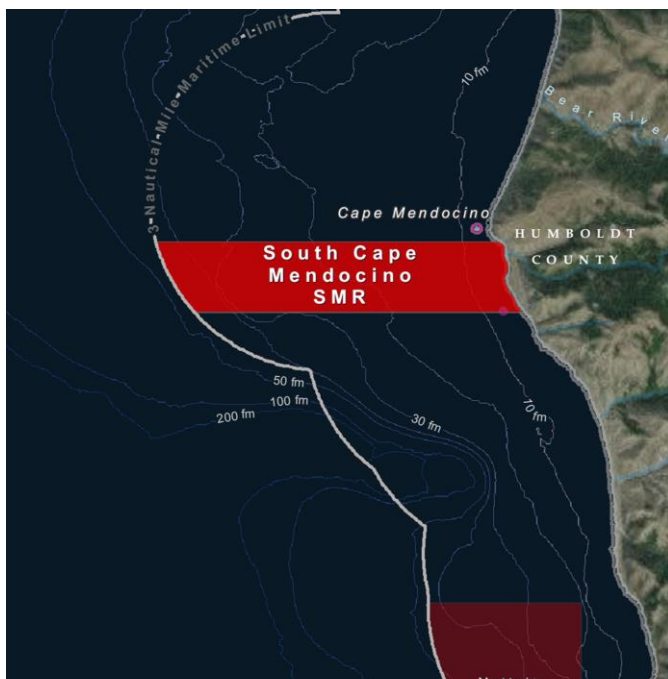 3-Nautical-Mile-Maritime-Limit
10 fm
Bear River
Cape Mendocino
HUMBOLDT
COUNTY
South Cape
Mendocino
SMR
50 fm
100 fm
200 fm
30 fm
10 fm